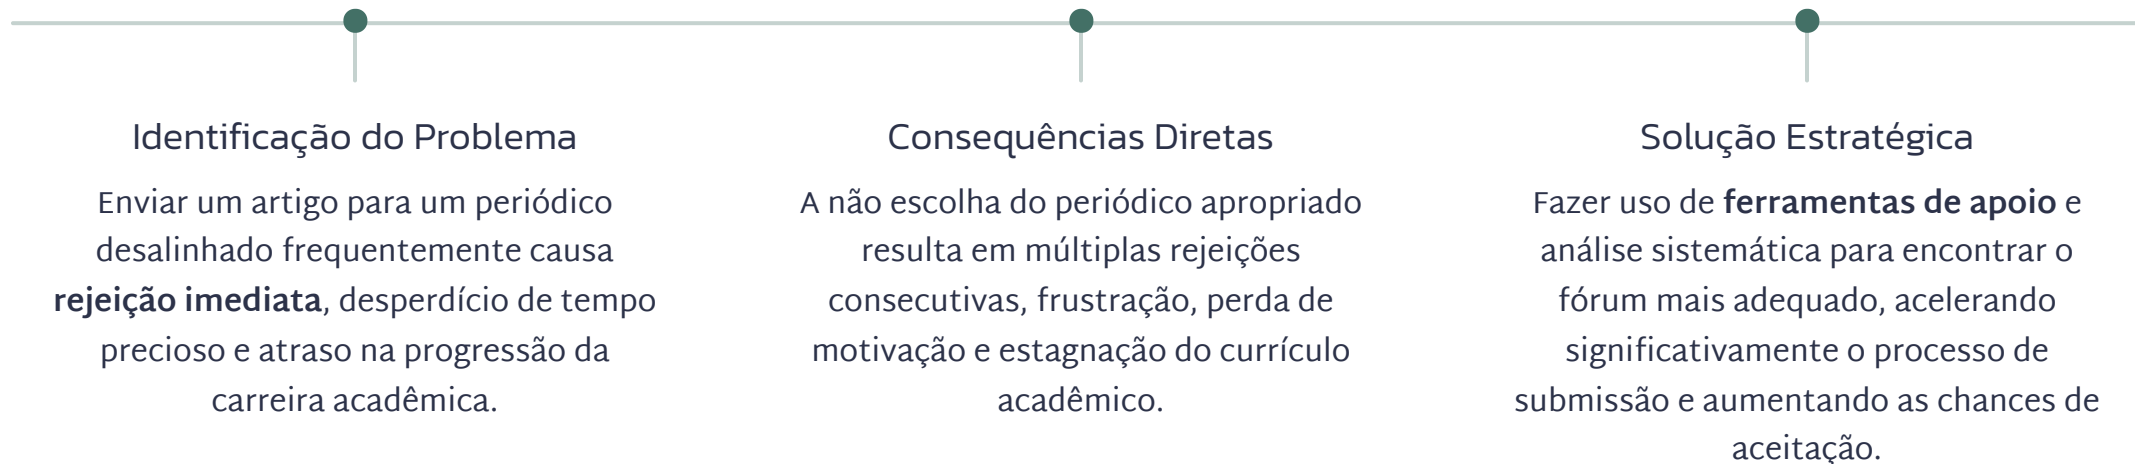 Identificação do Problema
Enviar um artigo para um periódico
desalinhado frequentemente causa
rejeição imediata, desperdício de tempo
precioso e atraso na progressão da
carreira acadêmica.
Consequências Diretas
A não escolha do periódico apropriado
resulta em múltiplas rejeições
consecutivas, frustração, perda de
motivação e estagnação do currículo
acadêmico.
Solução Estratégica
Fazer uso de ferramentas de apoio e
análise sistemática para encontrar o
fórum mais adequado, acelerando
significativamente o processo de
submissão e aumentando as chances de
aceitação.